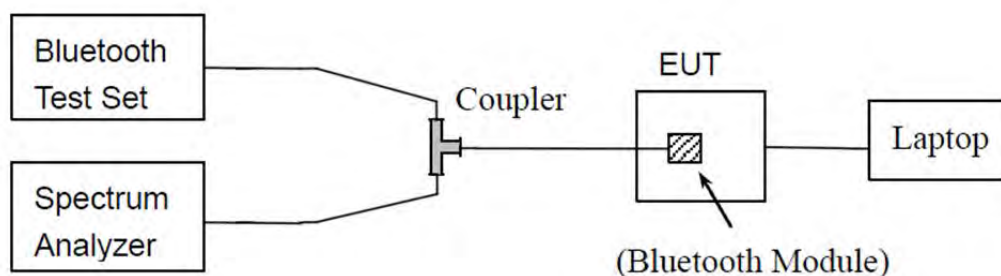 Bluetooth
Test Set
Spectrum
Analyzer
Coupler
EUT
(Bluetooth Module)
Laptop